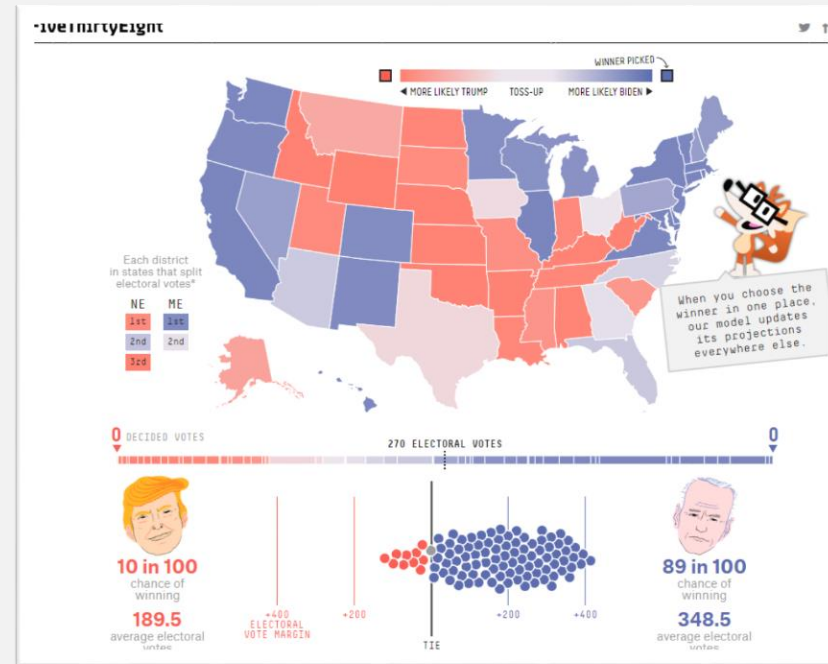 FiveThirtyEight
WINNER PICKED
◀ MORE LIKELY TRUMP TOSS-UP MORE LIKELY BIDEN ▶
Each district
in states that split
electoral votes*
NE ME
1st 1st
2nd 2nd
3rd
When you choose the
winner in one place,
our model updates
its projections
everywhere else.
0 DECIDED VOTES
270 ELECTORAL VOTES
0
10 in 100
chance of
winning
189.5
average electoral
votes
+400
ELECTORAL
VOTE MARGIN
+200
TIE
+200
+400
89 in 100
chance of
winning
348.5
average electoral
votes